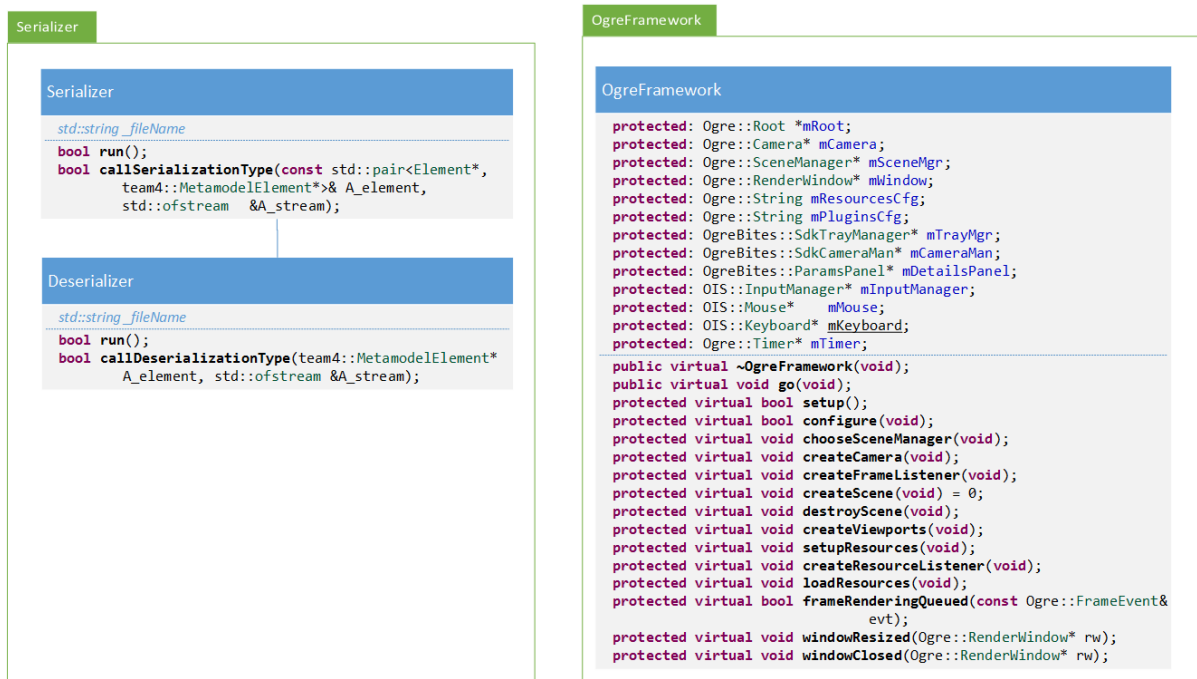 Serializer
Serializer
std::string _fileName
bool run();
bool callSerializationType(const std::pair<Element*,
team4::MetamodelElement*>& A_element,
std::ofstream &A_stream);
Deserializer
std::string _fileName
bool run();
bool callDeserializationType(team4::MetamodelElement*
A_element, std::ofstream &A_stream);
OgreFramework
OgreFramework
protected: Ogre::Root *mRoot;
protected: Ogre::Camera* mCamera;
protected: Ogre::SceneManager* mSceneMgr;
protected: Ogre::RenderWindow* mWindow;
protected: Ogre::String mResourcesCfg;
protected: Ogre::String mPluginsCfg;
protected: OgreBites::SdkTrayManager* mTrayMgr;
protected: OgreBites::SdkCameraMan* mCameraMan;
protected: OgreBites::ParamsPanel* mDetailsPanel;
protected: OIS::InputManager* mInputManager;
protected: OIS::Mouse* mMouse;
protected: OIS::Keyboard* mKeyboard;
protected: Ogre::Timer* mTimer;
public virtual ~OgreFramework(void);
public virtual void go(void);
protected virtual bool setup();
protected virtual bool configure(void);
protected virtual void chooseSceneManager(void);
protected virtual void createCamera(void);
protected virtual void createFrameListener(void);
protected virtual void createScene(void) = 0;
protected virtual void destroyScene(void);
protected virtual void createViewports(void);
protected virtual void setupResources(void);
protected virtual void createResourceListener(void);
protected virtual void loadResources(void);
protected virtual bool frameRenderingQueued(const Ogre::FrameEvent&
evt);
protected virtual void windowResized(Ogre::RenderWindow* rw);
protected virtual void windowClosed(Ogre::RenderWindow* rw);